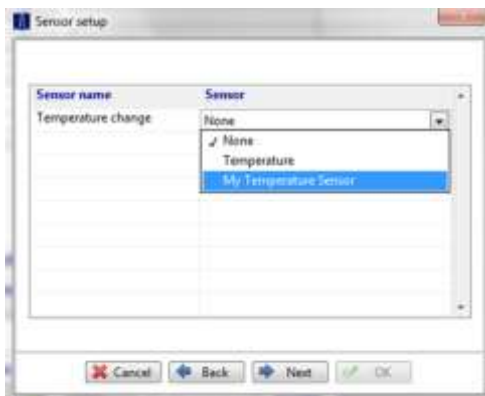 Sensor setup
Sensor name Sensor
Temperature change None
None
Temperature
My Temperature Sensor
Cancel Back Next OK